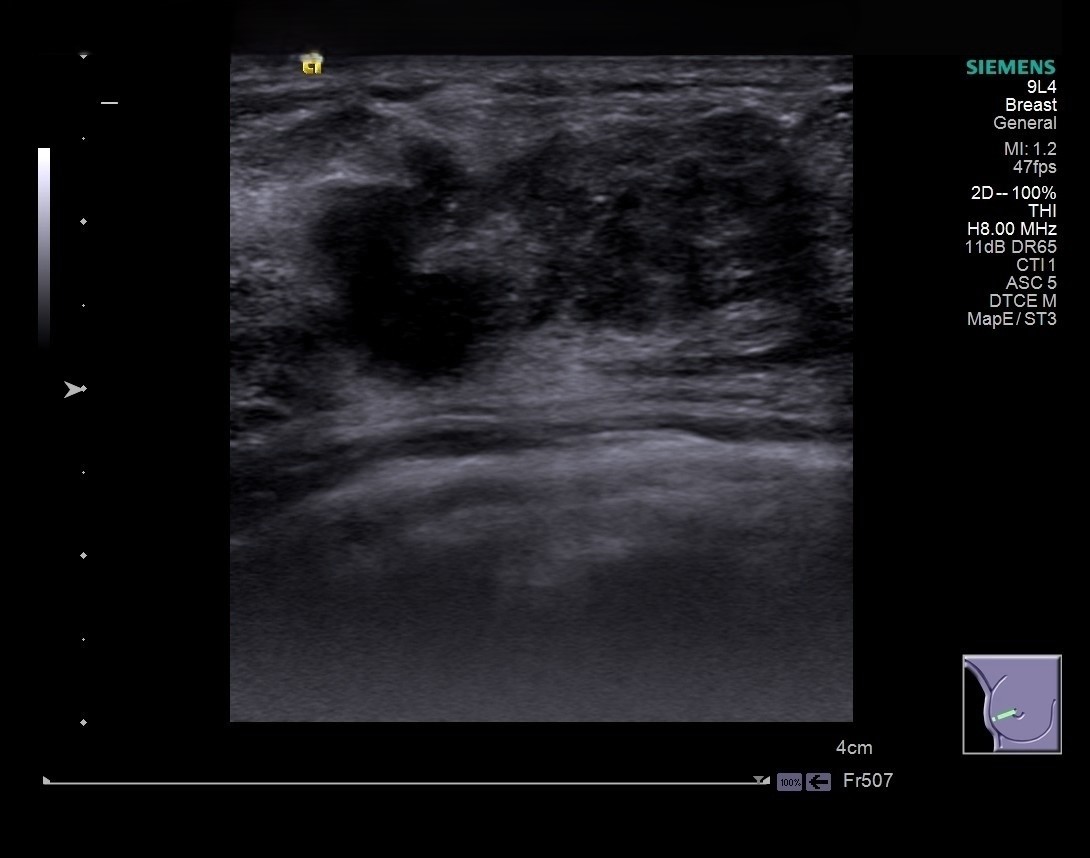 SIEMENS
9L4
Breast
General
MI: 1.2
47fps
2D--100%
THI
H8.00 MHz
11dB DR65
CTI 1
ASC 5
DTCE M
MapE / ST3
4cm
100%
Fr507